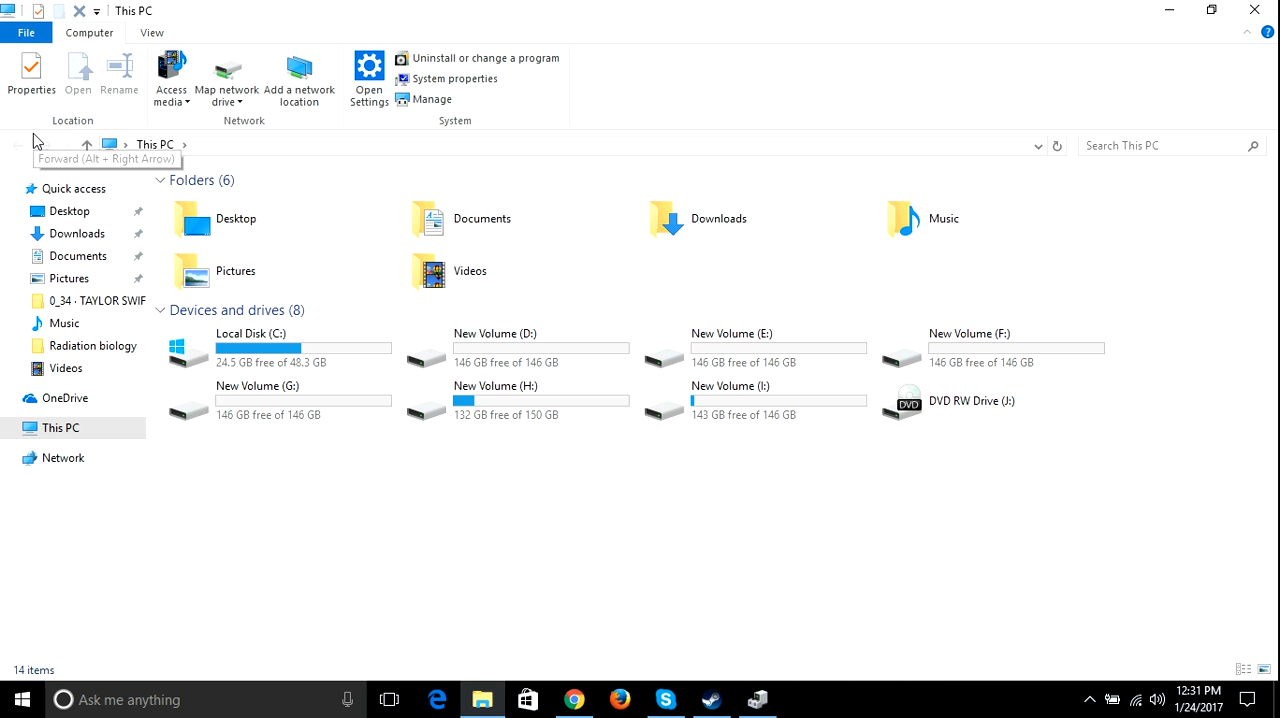 This PC
File Computer View
Properties Open Rename Access media Map network drive Add a network location Open Settings Uninstall or change a program
System properties
Manage
Location Network System
This PC
Search This PC
Forward (Alt + Right Arrow)
Quick access
Desktop
Downloads
Documents
Pictures
0_34 - TAYLOR SWIF
Music
Radiation biology
Videos
OneDrive
This PC
Network
Folders (6)
Desktop Documents Downloads Music
Pictures Videos
Devices and drives (8)
Local Disk (C:) New Volume (D:) New Volume (E:) New Volume (F:)
24.5 GB free of 48.3 GB 146 GB free of 146 GB 146 GB free of 146 GB 146 GB free of 146 GB
New Volume (G:) New Volume (H:) New Volume (I:) DVD RW Drive (J:)
DVD
146 GB free of 146 GB 132 GB free of 150 GB 143 GB free of 146 GB
14 items
Ask me anything
12:31 PM
1/24/2017